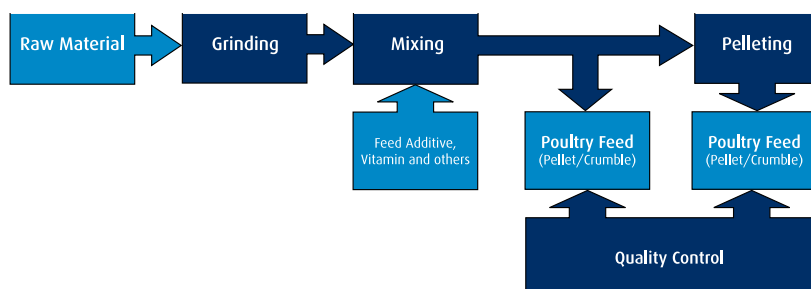 Raw Material
Grinding
Mixing
Pelleting
Feed Additive,
Vitamin and others
Poultry Feed
(Pellet/Crumble)
Poultry Feed
(Pellet/Crumble)
Quality Control